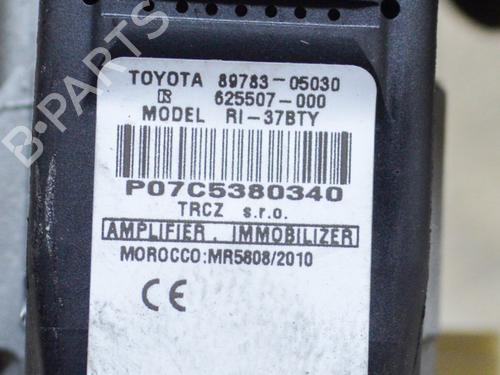 B-PARTS
TOYOTA 89783-05030
R 625507-000
MODEL RI-37BTY
P07C5380340
TRCZ s.r.o.
AMPLIFIER. IMMOBILIZER
MOROCCO:MR5808/2010
CE